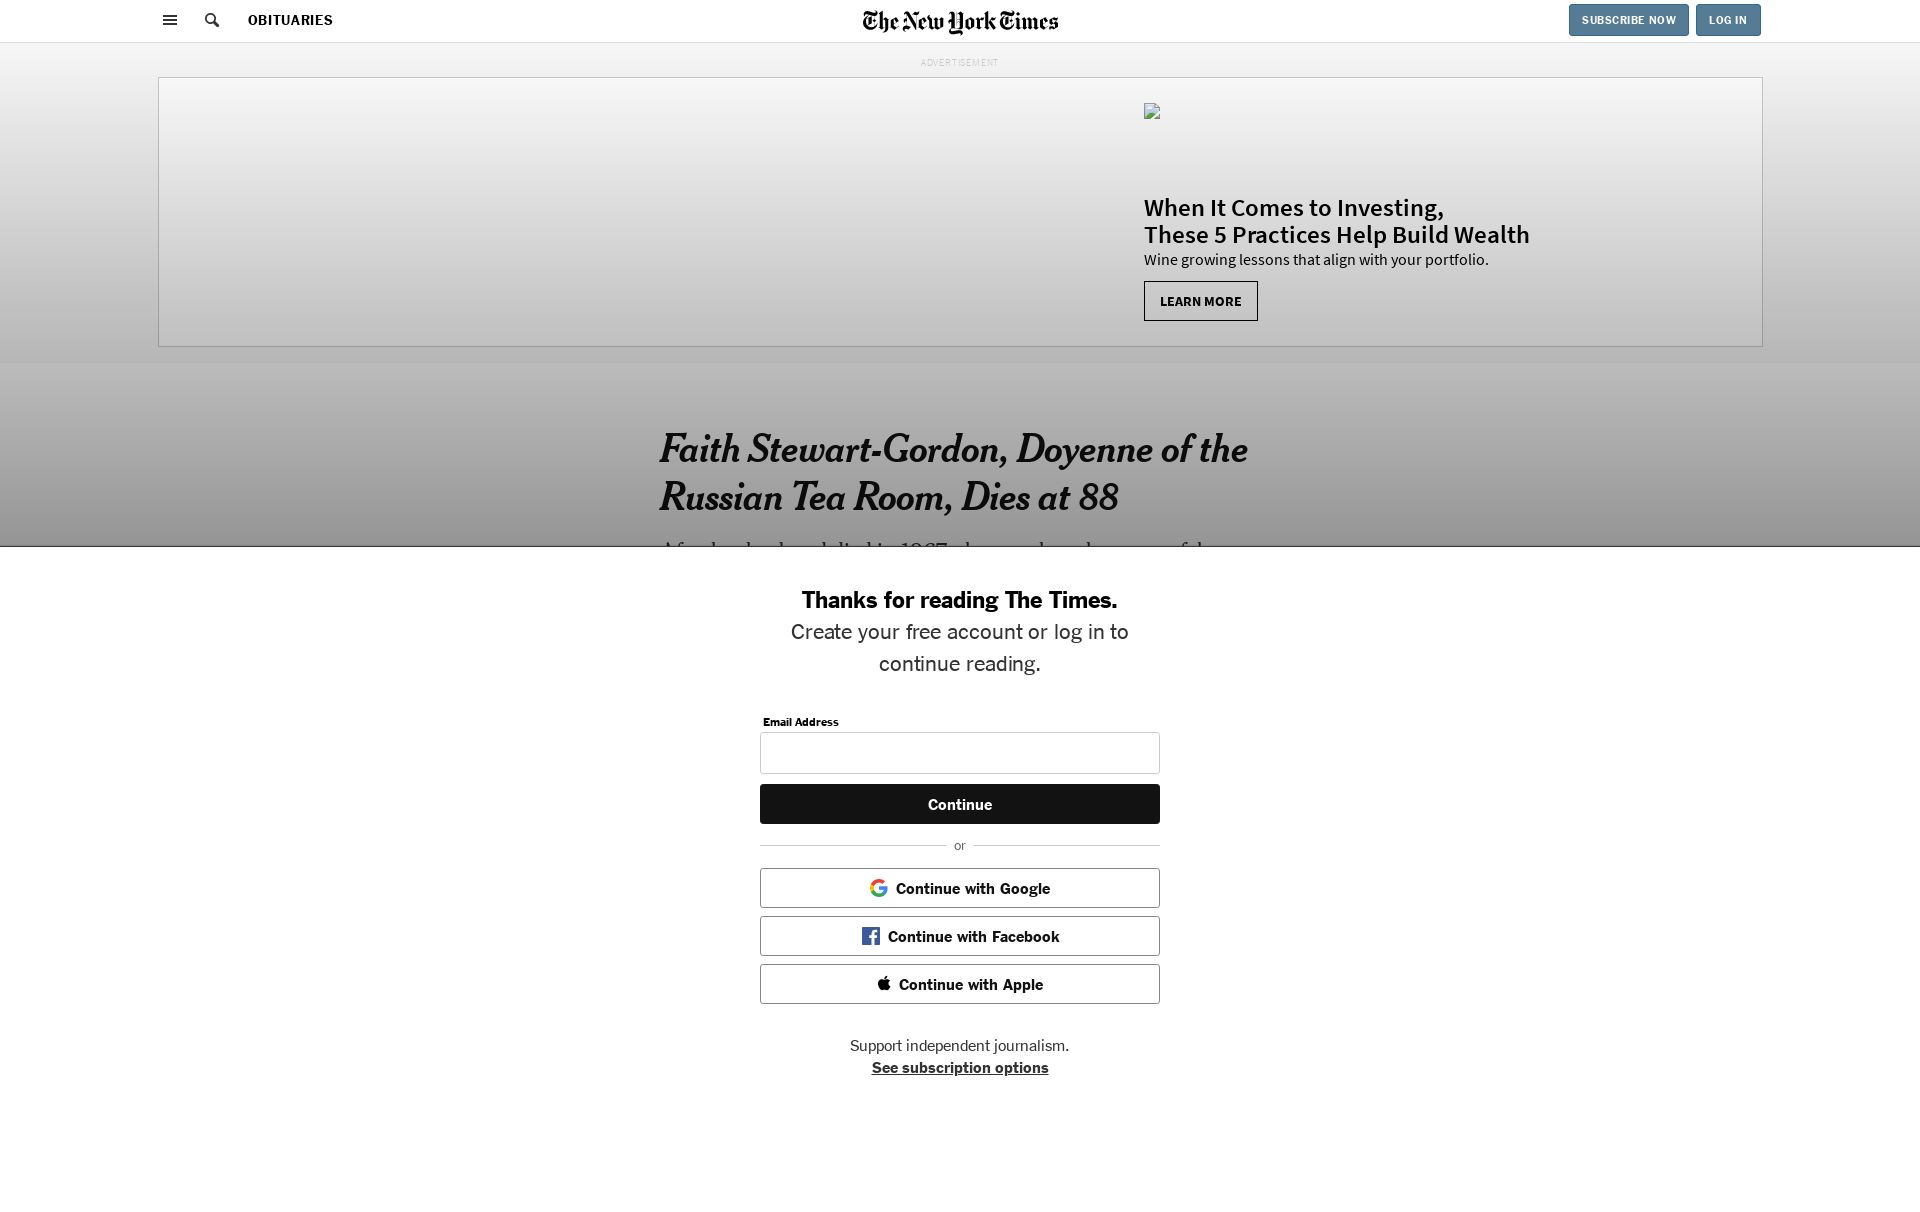 OBITUARIES
The New York Times
SUBSCRIBE NOW
LOG IN
ADVERTISEMENT
When It Comes to Investing,
These 5 Practices Help Build Wealth
Wine growing lessons that align with your portfolio.
LEARN MORE
Faith Stewart-Gordon, Doyenne of the
Russian Tea Room, Dies at 88
Thanks for reading The Times.
Create your free account or log in to
continue reading.
Email Address
Continue
or
Continue with Google
Continue with Facebook
Continue with Apple
Support independent journalism.
See subscription options